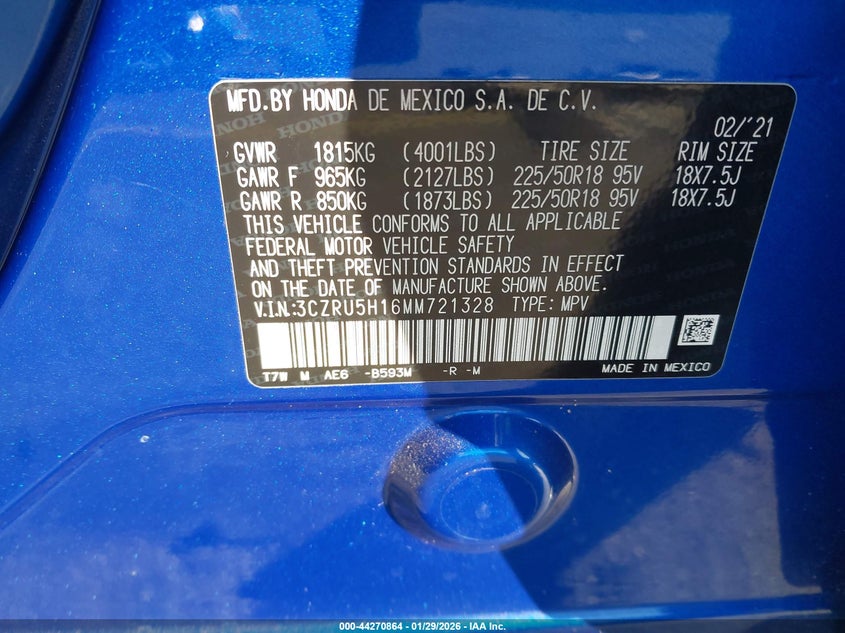 MFD.BY HONDA DE MEXICO S.A. DE C.V.
02/'21
GVWR 1815KG (4001LBS) TIRE SIZE RIM SIZE
GAWR F 965KG (2127LBS) 225/50R18 95V 18X7.5J
GAWR R 850KG (1873LBS) 225/50R18 95V 18X7.5J
THIS VEHICLE CONFORMS TO ALL APPLICABLE
FEDERAL MOTOR VEHICLE SAFETY
AND THEFT PREVENTION STANDARDS IN EFFECT
ON THE DATE OF MANUFACTURE SHOWN ABOVE.
V.I.N.:3CZRU5H16MM721328 TYPE: MPV
T7W M AE6 -B593M -R -M MADE IN MEXICO
000-44270864 - 01/29/2026 - IAA Inc.